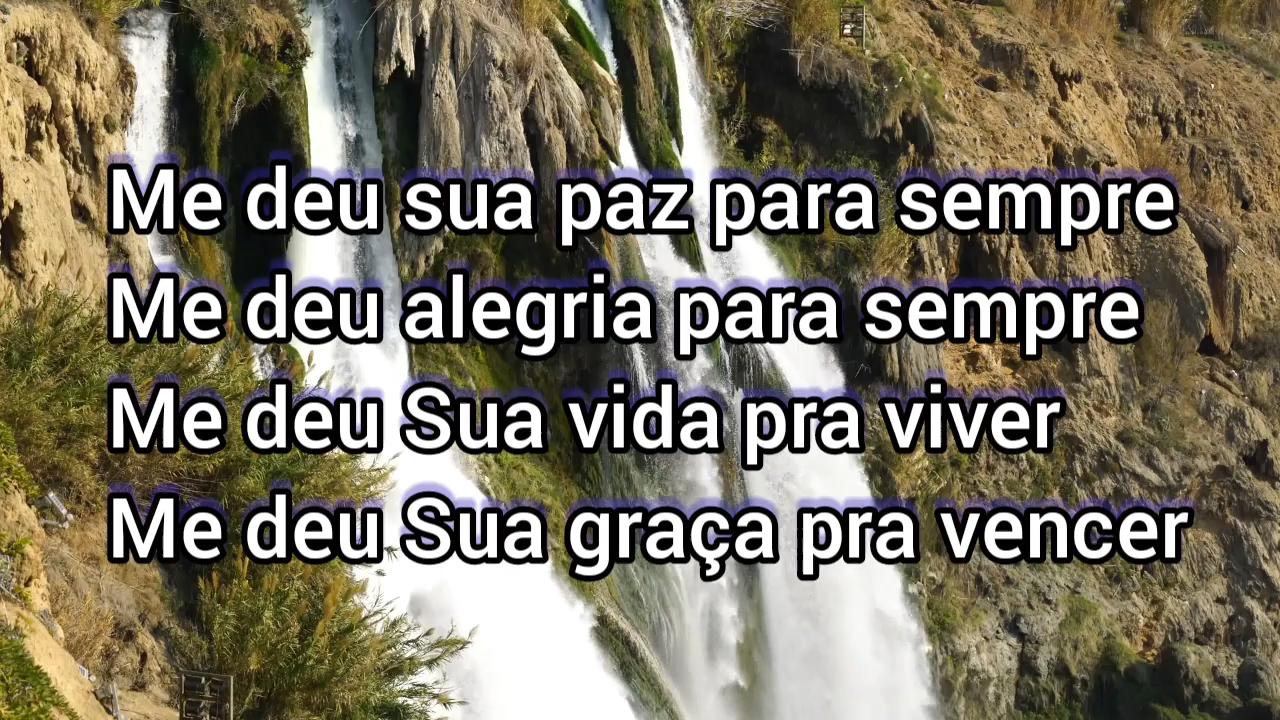 Me deu sua paz para sempre
Me deu alegria para sempre
Me deu Sua vida pra viver
Me deu Sua graça pra vencer